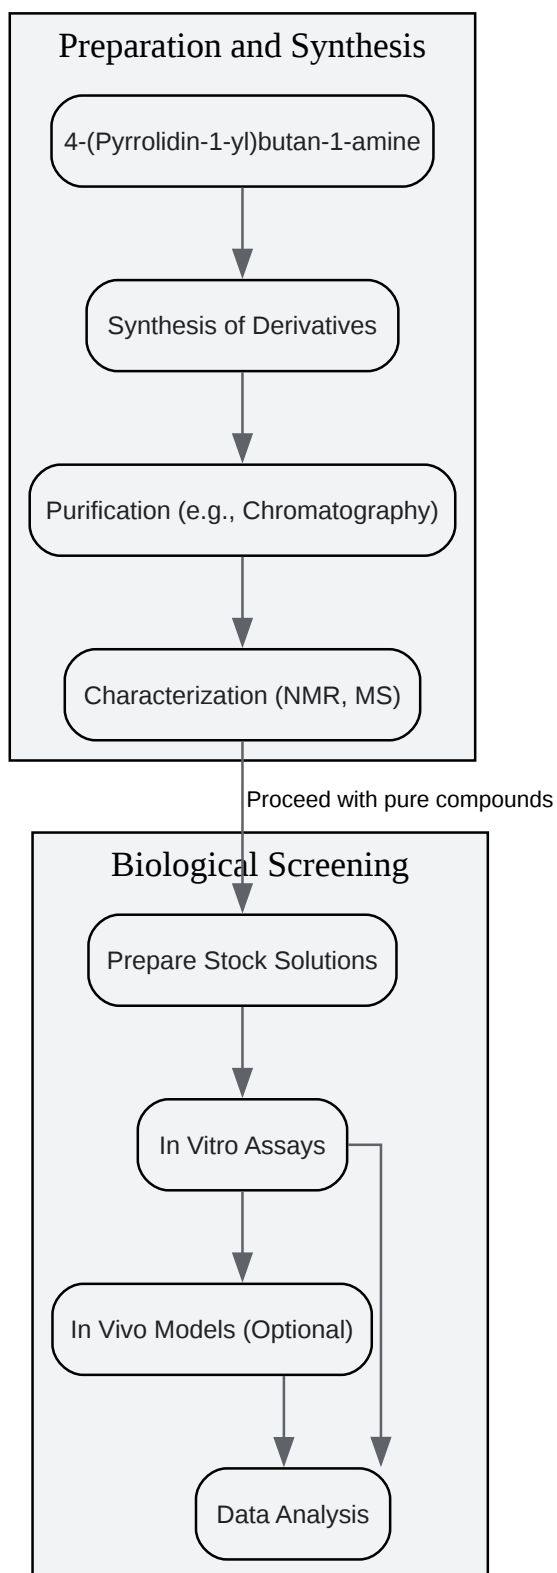 Preparation and Synthesis
4-(Pyrrolidin-1-yl)butan-1-amine
Synthesis of Derivatives
Purification (e.g., Chromatography)
Characterization (NMR, MS)
Proceed with pure compounds
Biological Screening
Prepare Stock Solutions
In Vitro Assays
In Vivo Models (Optional)
Data Analysis